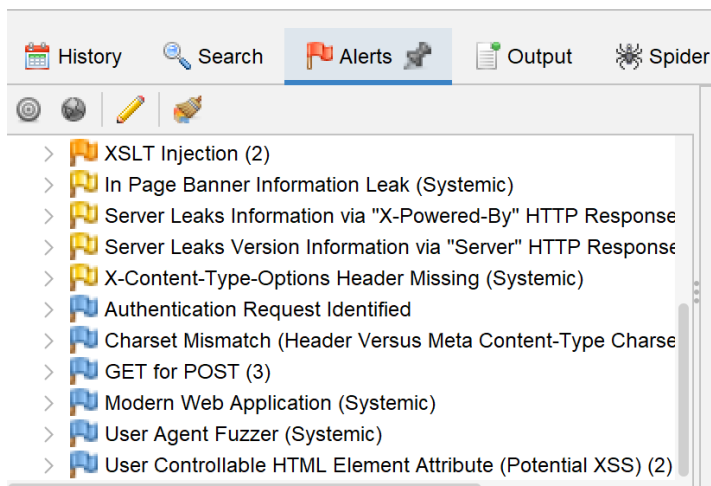 History Search Alerts Output Spider
XSLT Injection (2)
In Page Banner Information Leak (Systemic)
Server Leaks Information via "X-Powered-By" HTTP Response
Server Leaks Version Information via "Server" HTTP Response
X-Content-Type-Options Header Missing (Systemic)
Authentication Request Identified
Charset Mismatch (Header Versus Meta Content-Type Charse
GET for POST (3)
Modern Web Application (Systemic)
User Agent Fuzzer (Systemic)
User Controllable HTML Element Attribute (Potential XSS) (2)